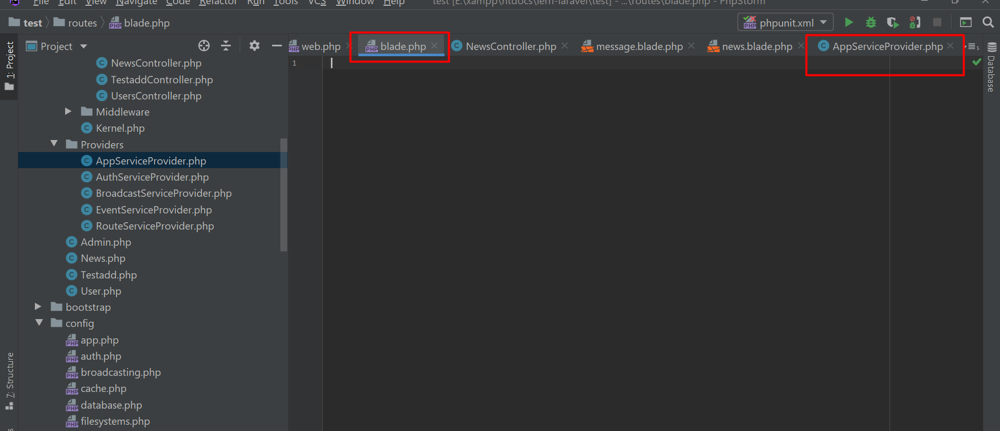 File Edit View Navigate Code Refactor Run Tools VCS Window Help test [E:\xampp\htdocs\lern-laravel\test] - ...\routes\blade.php - PhpStorm
test routes blade.php phpunit.xml
Project
web.php blade.php NewsController.php message.blade.php news.blade.php AppServiceProvider.php 5
1
NewsController.php
TestaddController.php
UsersController.php
Middleware
Kernel.php
Providers
AppServiceProvider.php
AuthServiceProvider.php
BroadcastServiceProvider.php
EventServiceProvider.php
RouteServiceProvider.php
Admin.php
News.php
Testadd.php
User.php
bootstrap
config
app.php
auth.php
broadcasting.php
cache.php
database.php
filesystems.php
1: Project
7: Structure
Database